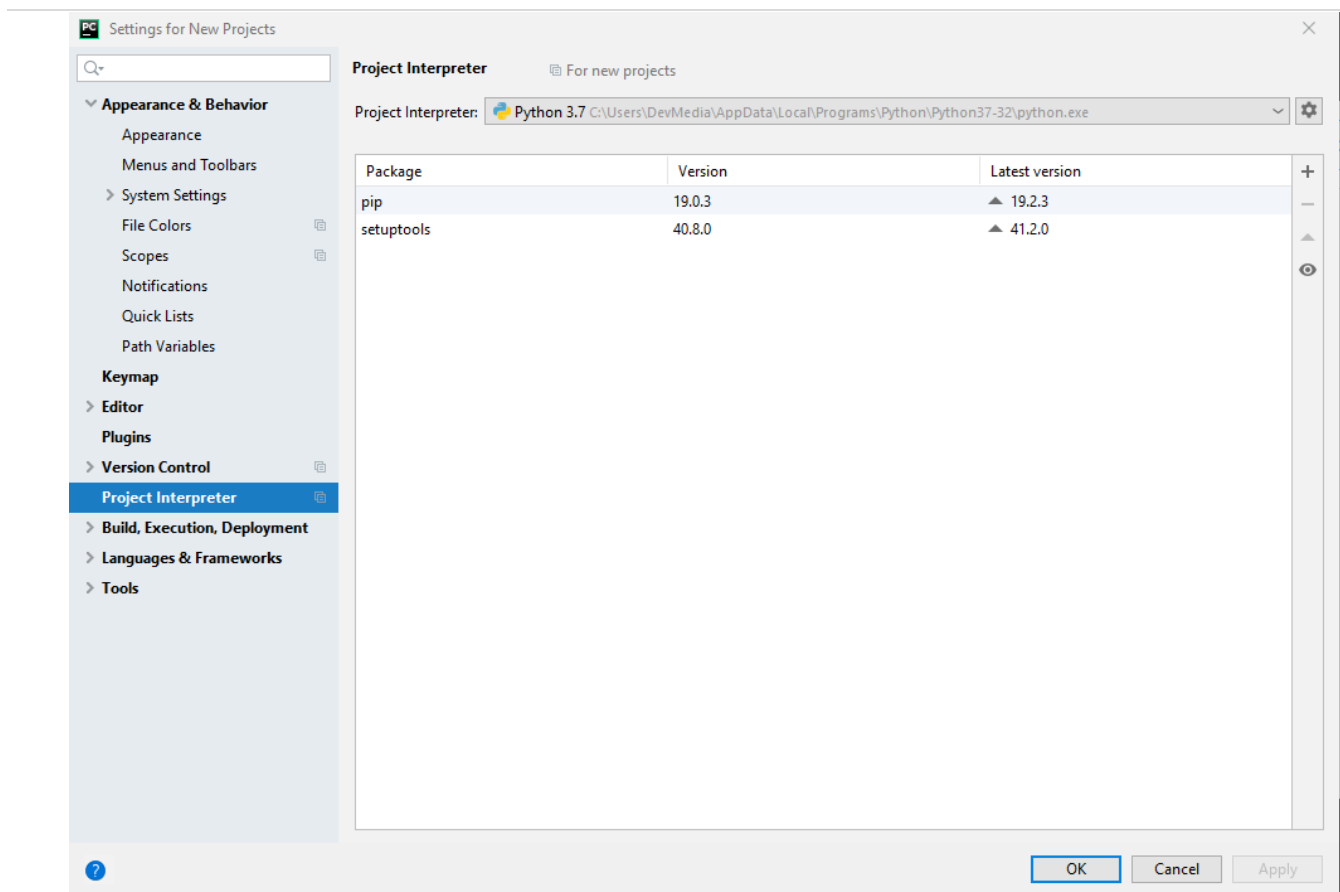 PC Settings for New Projects
Project Interpreter For new projects
Appearance & Behavior
Project Interpreter: Python 3.7 C:\Users\DevMedia\AppData\Local\Programs\Python\Python37-32\python.exe
Appearance
Menus and Toolbars
System Settings
File Colors
Scopes
Notifications
Quick Lists
Path Variables
Keymap
Editor
Plugins
Version Control
Project Interpreter
Build, Execution, Deployment
Languages & Frameworks
Tools
Package Version Latest version
pip 19.0.3 19.2.3
setuptools 40.8.0 41.2.0
? OK Cancel Apply